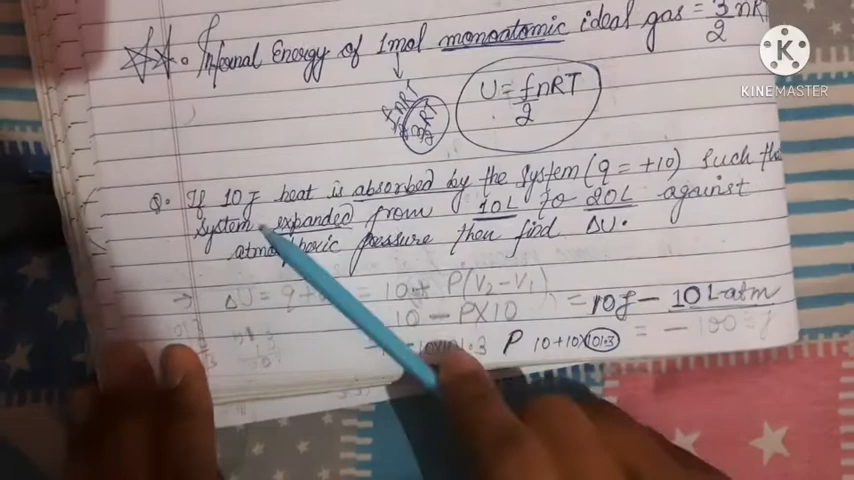 Internal Energy of 1mol monoatomic ideal gas = 3/2 nRT
U = f/2 nRT
KINEMASTER
Q. If 10J heat is absorbed by the system (q = +10) such the
system expanded from 10L to 20L against
atmospheric pressure then find ΔU.
→ ΔU = q + = 10 + P(V₂-V₁)
10 - P×10 = 10J - 10 L-atm
P 10+10×101.3 = -1003 J